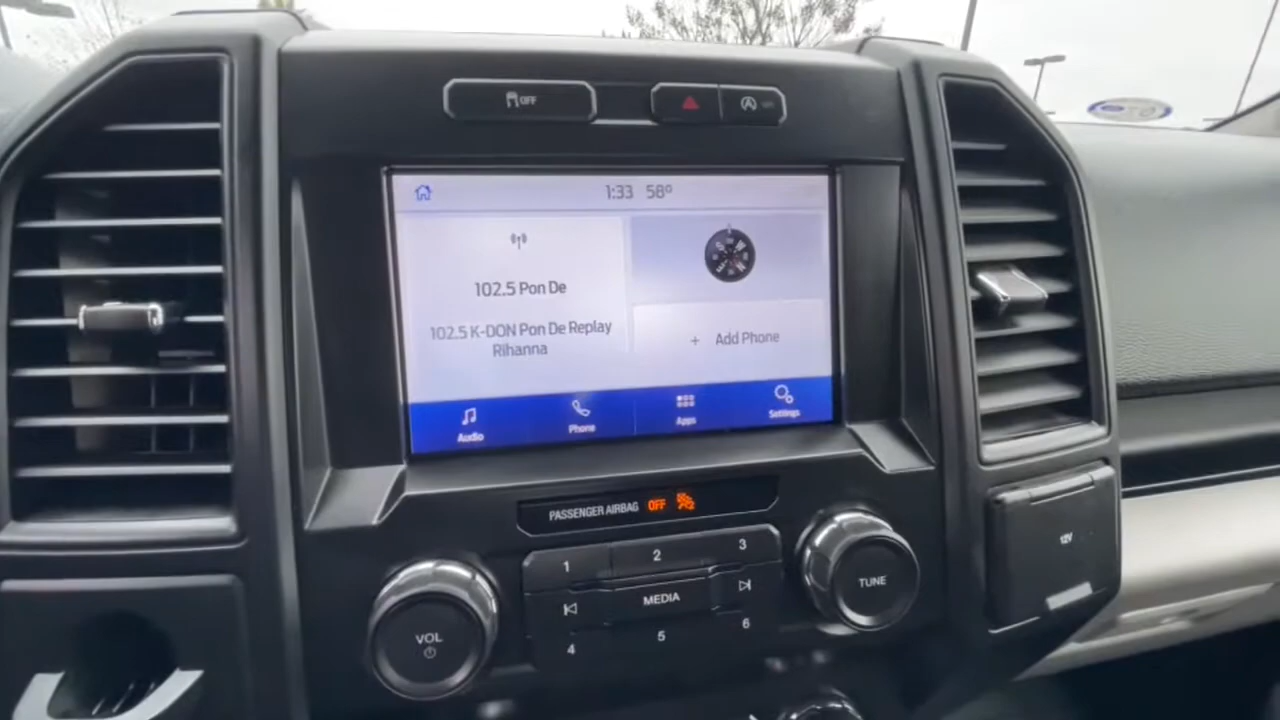 OFF
1:33 58°
102.5 Pon De
102.5 K-DON Pon De Replay
Rihanna
+ Add Phone
Audio
Phone
Apps
Settings
PASSENGER AIRBAG OFF
1
2
3
MEDIA
4
5
6
VOL
TUNE
12V